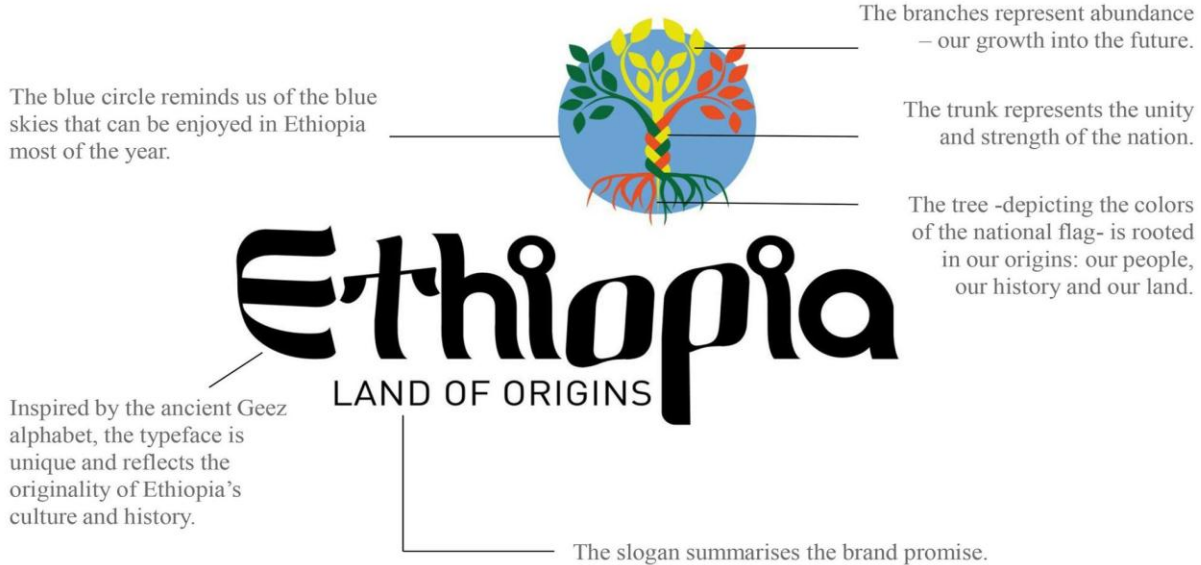 The branches represent abundance
– our growth into the future.
The blue circle reminds us of the blue
skies that can be enjoyed in Ethiopia
most of the year.
The trunk represents the unity
and strength of the nation.
The tree -depicting the colors
of the national flag- is rooted
in our origins: our people,
our history and our land.
Ethiopia
LAND OF ORIGINS
Inspired by the ancient Geez
alphabet, the typeface is
unique and reflects the
originality of Ethiopia’s
culture and history.
The slogan summarises the brand promise.